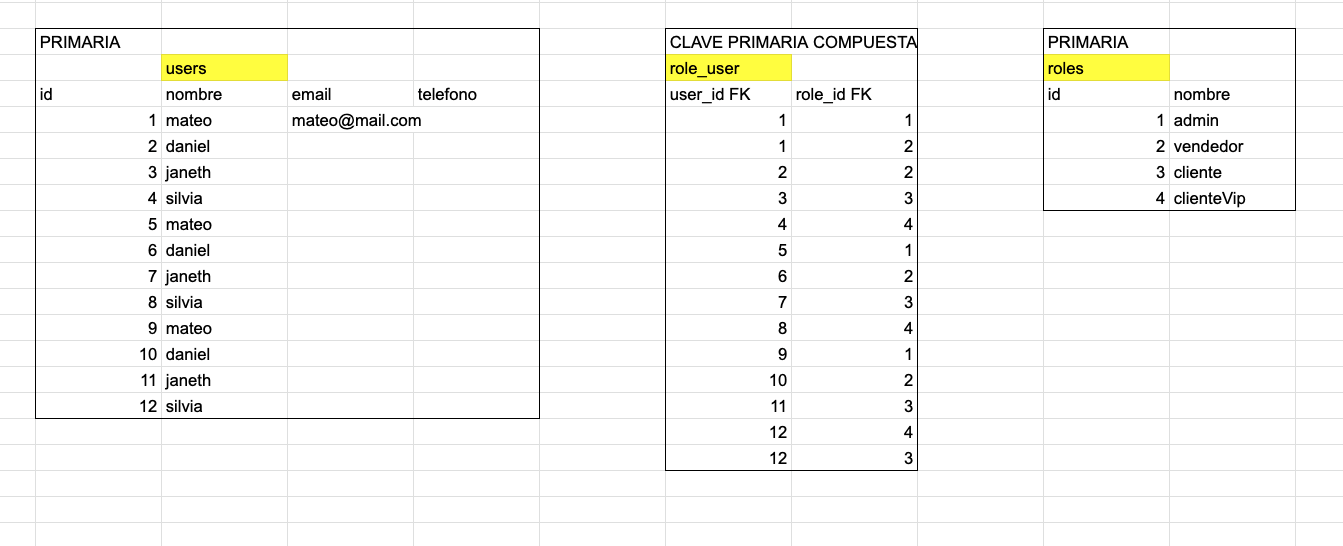 PRIMARIA CLAVE PRIMARIA COMPUESTA PRIMARIA
users role_user roles
id nombre email telefono user_id FK role_id FK id nombre
1 mateo mateo@mail.com 1 1 1 admin
2 daniel 1 2 2 vendedor
3 janeth 2 2 3 cliente
4 silvia 3 3 4 clienteVip
5 mateo 4 4
6 daniel 5 1
7 janeth 6 2
8 silvia 7 3
9 mateo 8 4
10 daniel 9 1
11 janeth 10 2
12 silvia 11 3
12 4
12 3